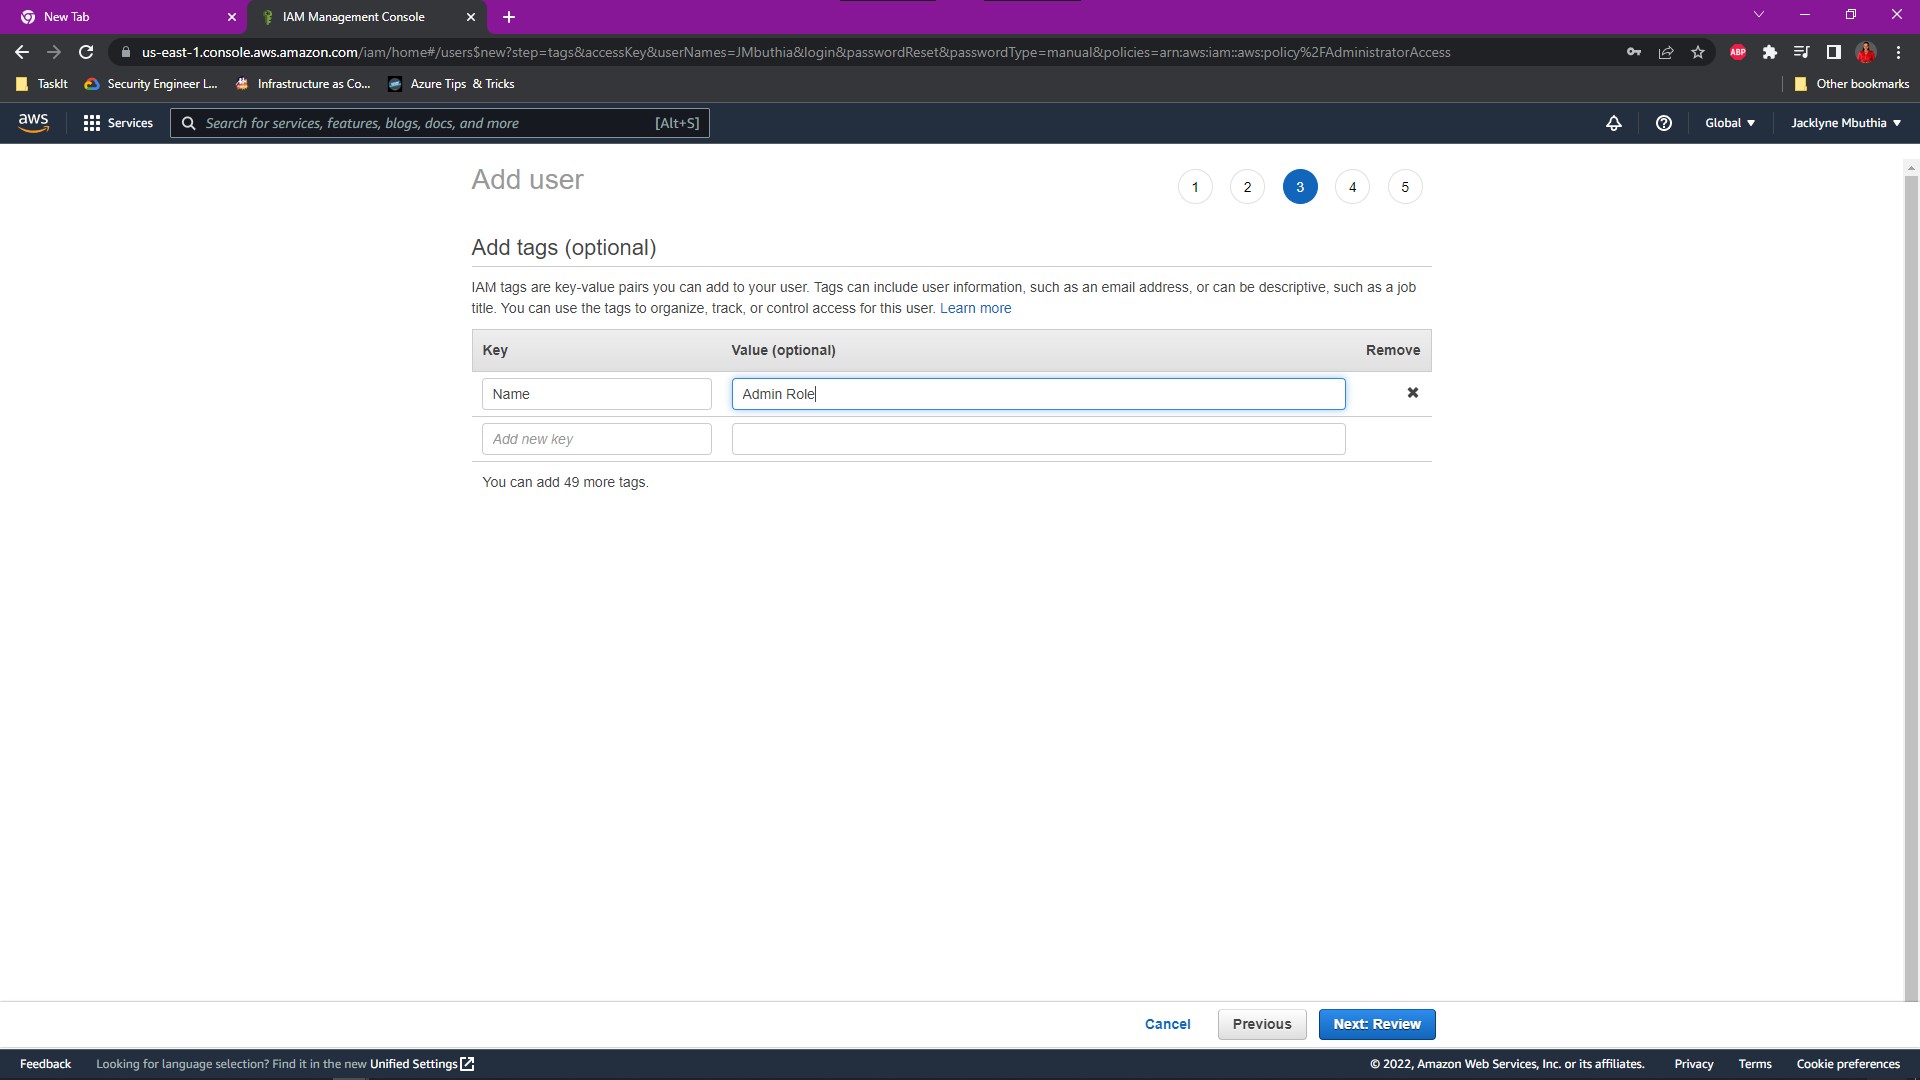 New Tab
IAM Management Console
us-east-1.console.aws.amazon.com/iam/home#/users$new?step=tags&accessKey&userNames=JMbuthia&login&passwordReset&passwordType=manual&policies=arn:aws:iam::aws:policy%2FAdministratorAccess
ABP
TaskIt
Security Engineer L...
Infrastructure as Co...
Azure Tips & Tricks
Other bookmarks
aws
Services
Search for services, features, blogs, docs, and more
[Alt+S]
Global
Jacklyne Mbuthia
Add user
1 2 3 4 5
Add tags (optional)
IAM tags are key-value pairs you can add to your user. Tags can include user information, such as an email address, or can be descriptive, such as a job
title. You can use the tags to organize, track, or control access for this user. Learn more
Key Value (optional) Remove
Name Admin Role
Add new key
You can add 49 more tags.
Cancel Previous Next: Review
Feedback Looking for language selection? Find it in the new Unified Settings © 2022, Amazon Web Services, Inc. or its affiliates. Privacy Terms Cookie preferences